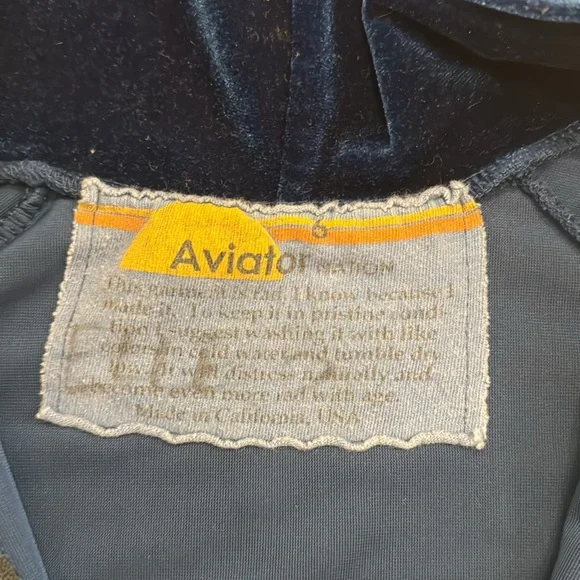 6
Aviator NATION
This garment is rad, I know because I
made it. To keep it in pristine condi-
tion I suggest washing it with like
colors in cold water and tumble dry
low. It will distress naturally and
become even more rad with age.
Made in California, USA